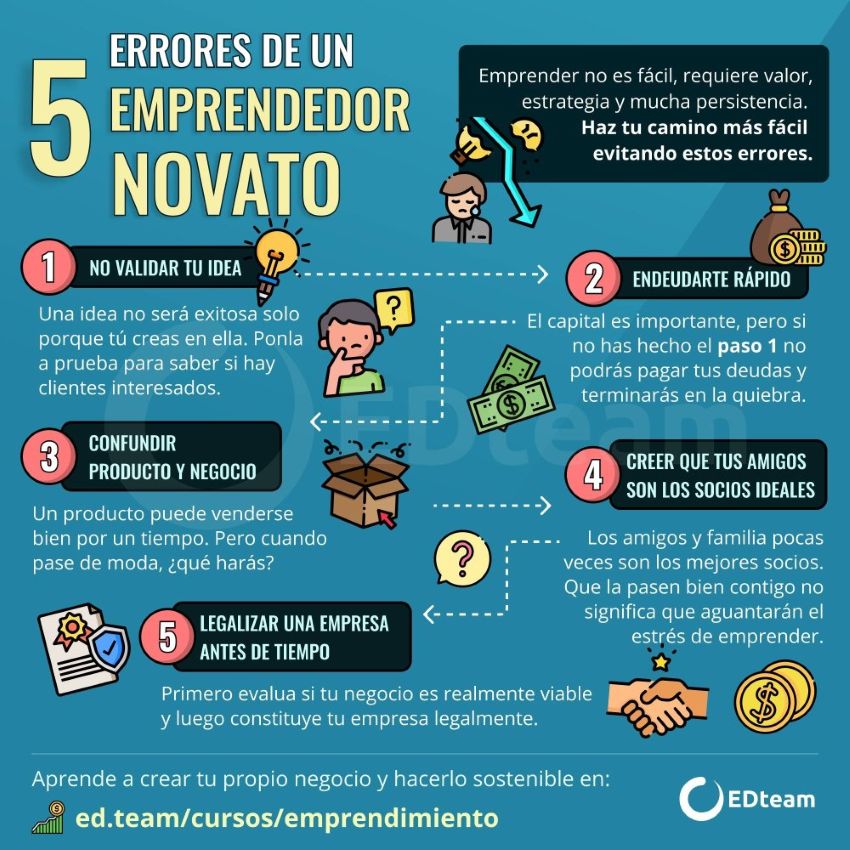 5
ERRORES DE UN
EMPRENDEDOR
NOVATO
Emprender no es fácil, requiere valor,
estrategia y mucha persistencia.
Haz tu camino más fácil
evitando estos errores.
1
NO VALIDAR TU IDEA
Una idea no será exitosa solo
porque tú creas en ella. Ponla
a prueba para saber si hay
clientes interesados.
?
2
ENDEUDARTE RÁPIDO
$
El capital es importante, pero si
no has hecho el paso 1 no
podrás pagar tus deudas y
terminarás en la quiebra.
$
EDteam
3
CONFUNDIR
PRODUCTO Y NEGOCIO
Un producto puede venderse
bien por un tiempo. Pero cuando
pase de moda, ¿qué harás?
4
CREER QUE TUS AMIGOS
SON LOS SOCIOS IDEALES
Los amigos y familia pocas
veces son los mejores socios.
Que la pasen bien contigo no
significa que aguantarán el
estrés de emprender.
?
5
LEGALIZAR UNA EMPRESA
ANTES DE TIEMPO
Primero evalua si tu negocio es realmente viable
y luego constituye tu empresa legalmente.
$
Aprende a crear tu propio negocio y hacerlo sostenible en:
ed.team/cursos/emprendimiento
EDteam